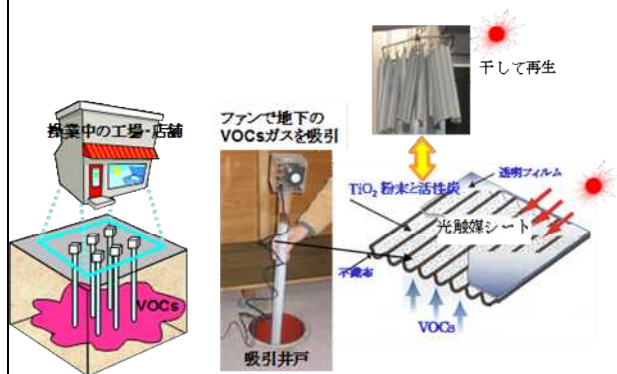 操業中の工場・店舗
VOCs
ファンで地下の
VOCsガスを吸引
吸引井戸
干して再生
透明フィルム
TiO2 粉末と活性炭
光触媒シート
不織布
VOCs